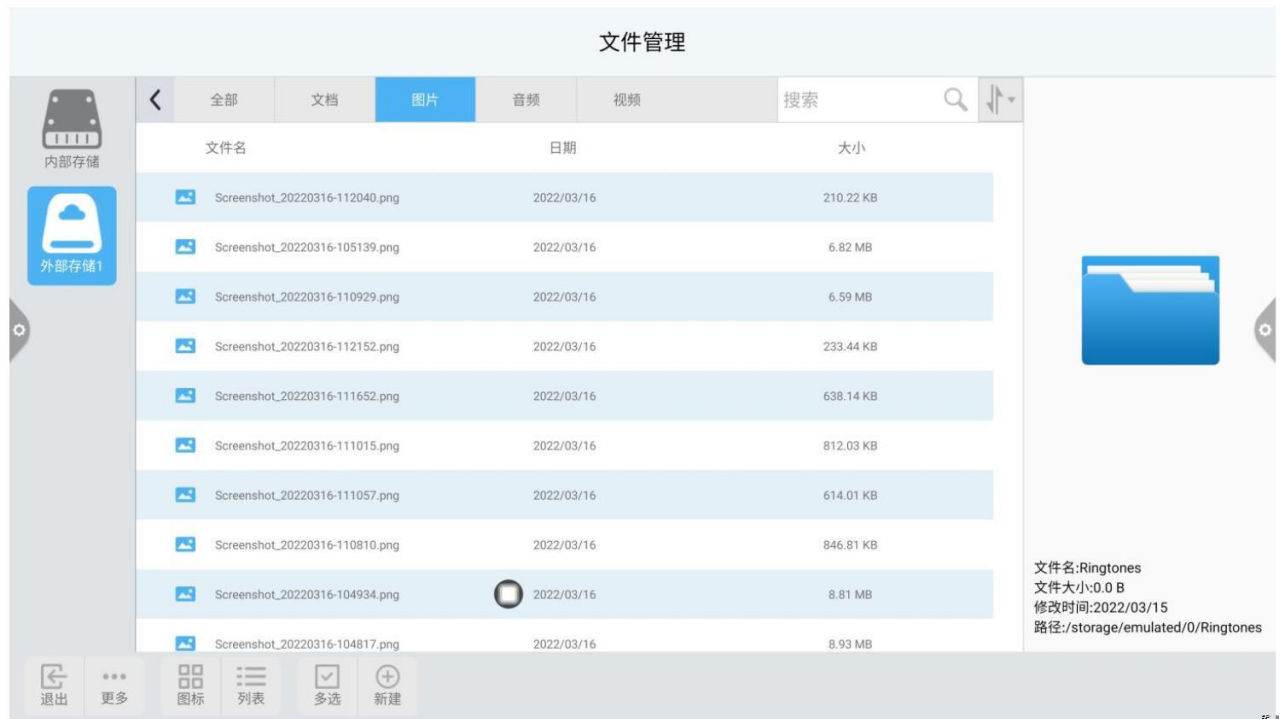 文件管理
内部存储
外部存储1
全部 文档 图片 音频 视频 搜索
文件名 日期 大小
Screenshot_20220316-112040.png 2022/03/16 210.22 KB
Screenshot_20220316-105139.png 2022/03/16 6.82 MB
Screenshot_20220316-110929.png 2022/03/16 6.59 MB
Screenshot_20220316-112152.png 2022/03/16 233.44 KB
Screenshot_20220316-111652.png 2022/03/16 638.14 KB
Screenshot_20220316-111015.png 2022/03/16 812.03 KB
Screenshot_20220316-111057.png 2022/03/16 614.01 KB
Screenshot_20220316-110810.png 2022/03/16 846.81 KB
Screenshot_20220316-104934.png 2022/03/16 8.81 MB
Screenshot_20220316-104817.png 2022/03/16 8.93 MB
文件名:Ringtones
文件大小:0.0 B
修改时间:2022/03/15
路径:/storage/emulated/0/Ringtones
退出 更多 图标 列表 多选 新建